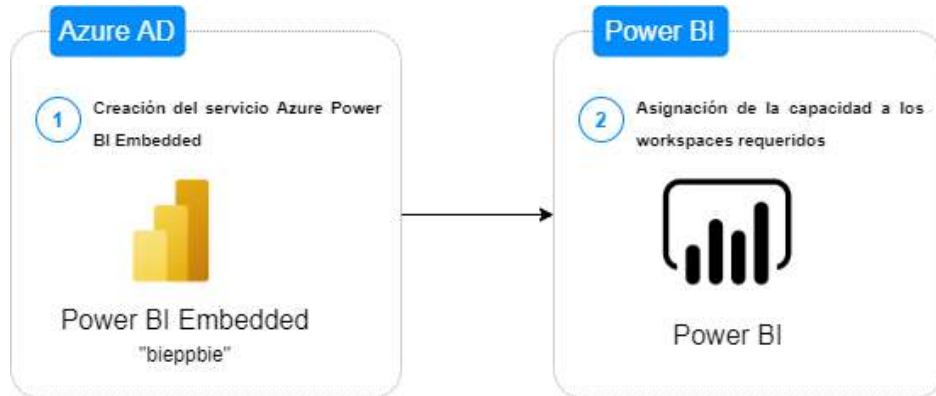 Azure AD
1
Creación del servicio Azure Power
BI Embedded
Power BI Embedded
"bieppbie"
Power BI
2
Asignación de la capacidad a los
workspaces requeridos
Power BI